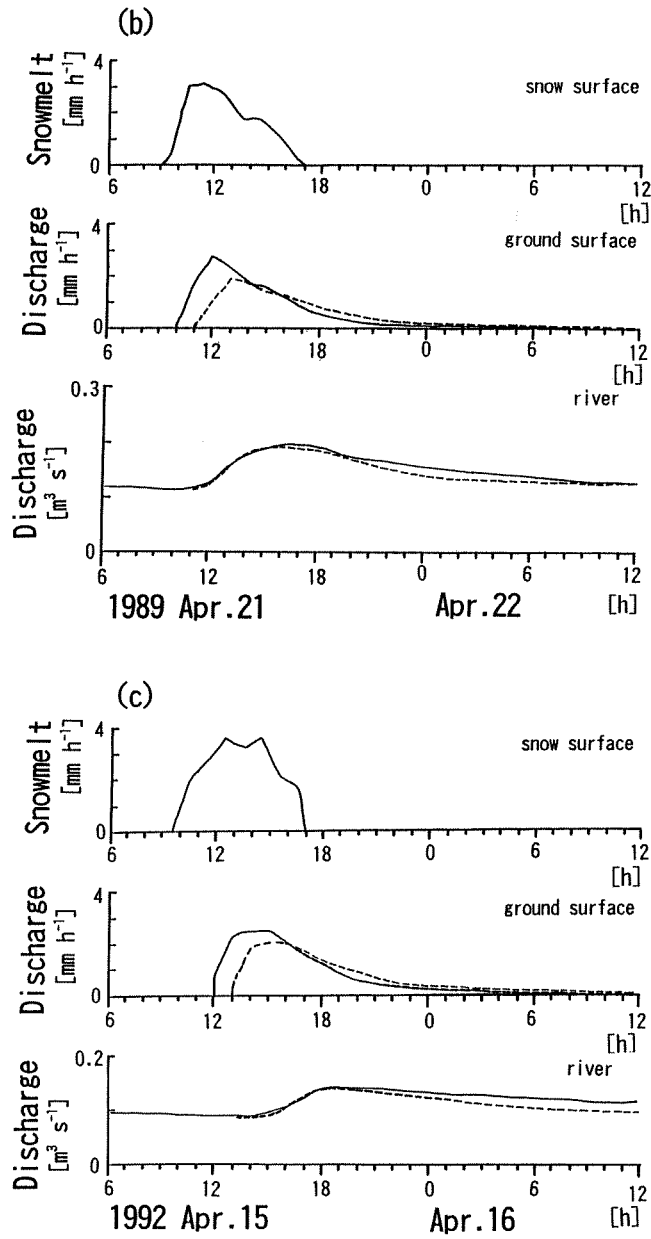 (b)
Snowmelt
[mm h⁻¹]
4
0
snow surface
6 12 18 0 6 12
[h]
Discharge
[mm h⁻¹]
4
0
ground surface
6 12 18 0 6 12
[h]
Discharge
[m³ s⁻¹]
0.3
0
river
6 12 18 0 6 12
1989 Apr.21 Apr.22 [h]
(c)
Snowmelt
[mm h⁻¹]
4
0
snow surface
6 12 18 0 6 12
[h]
Discharge
[mm h⁻¹]
4
0
ground surface
6 12 18 0 6 12
[h]
Discharge
[m³ s⁻¹]
0.2
0
river
6 12 18 0 6 12
1992 Apr.15 Apr.16 [h]